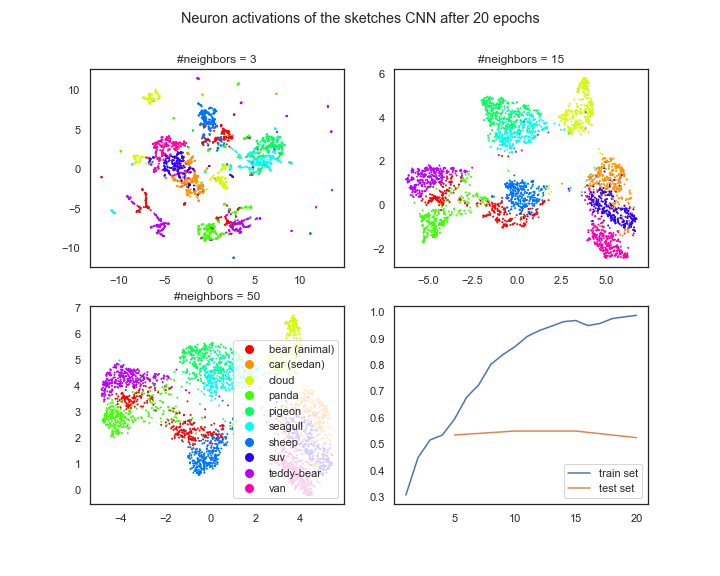 Neuron activations of the sketches CNN after 20 epochs
#neighbors = 3
10
5
0
−5
−10
−10
−5
0
5
10
#neighbors = 15
6
4
2
0
−2
−5.0
−2.5
0.0
2.5
5.0
#neighbors = 50
7
6
5
4
3
2
1
0
−4
−2
0
2
4
bear (animal)
car (sedan)
cloud
panda
pigeon
seagull
sheep
suv
teddy-bear
van
1.0
0.9
0.8
0.7
0.6
0.5
0.4
0.3
5
10
15
20
train set
test set